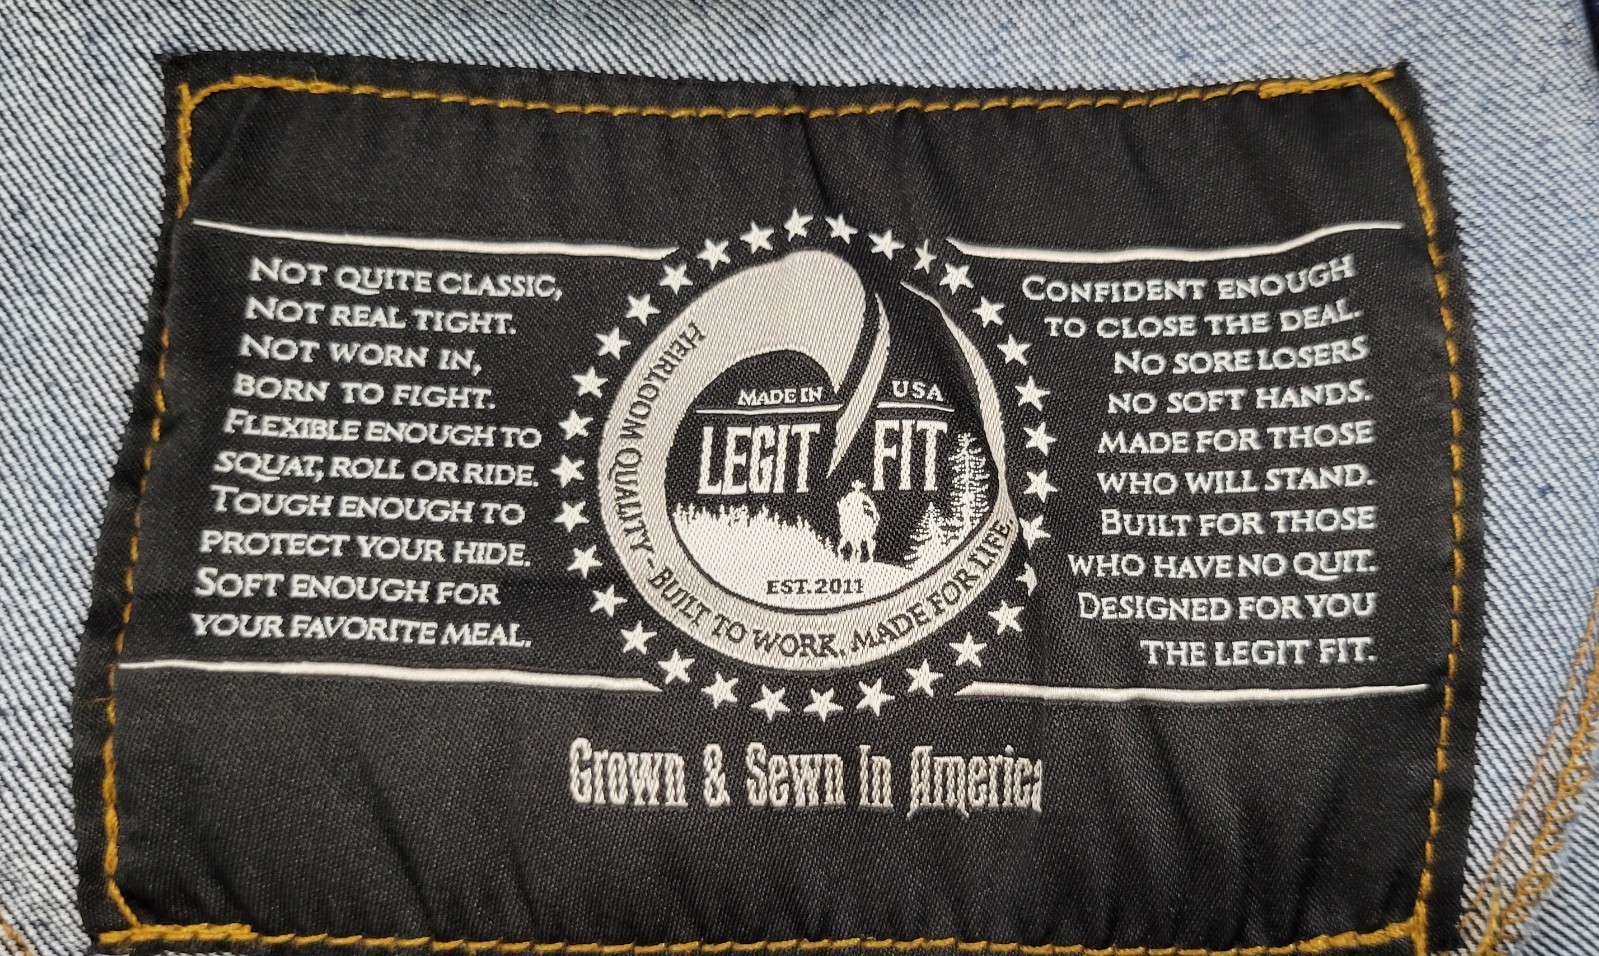 NOT QUITE CLASSIC,
NOT REAL TIGHT.
NOT WORN IN,
BORN TO FIGHT.
FLEXIBLE ENOUGH TO
SQUAT, ROLL OR RIDE.
TOUGH ENOUGH TO
PROTECT YOUR HIDE.
SOFT ENOUGH FOR
YOUR FAVORITE MEAL.
HEIRLOOM QUALITY - BUILT TO WORK, MADE FOR LIFE.
MADE IN USA
LEGIT FIT
EST. 2011
CONFIDENT ENOUGH
TO CLOSE THE DEAL.
NO SORE LOSERS
NO SOFT HANDS.
MADE FOR THOSE
WHO WILL STAND.
BUILT FOR THOSE
WHO HAVE NO QUIT.
DESIGNED FOR YOU
THE LEGIT FIT.
Grown & Sewn In America